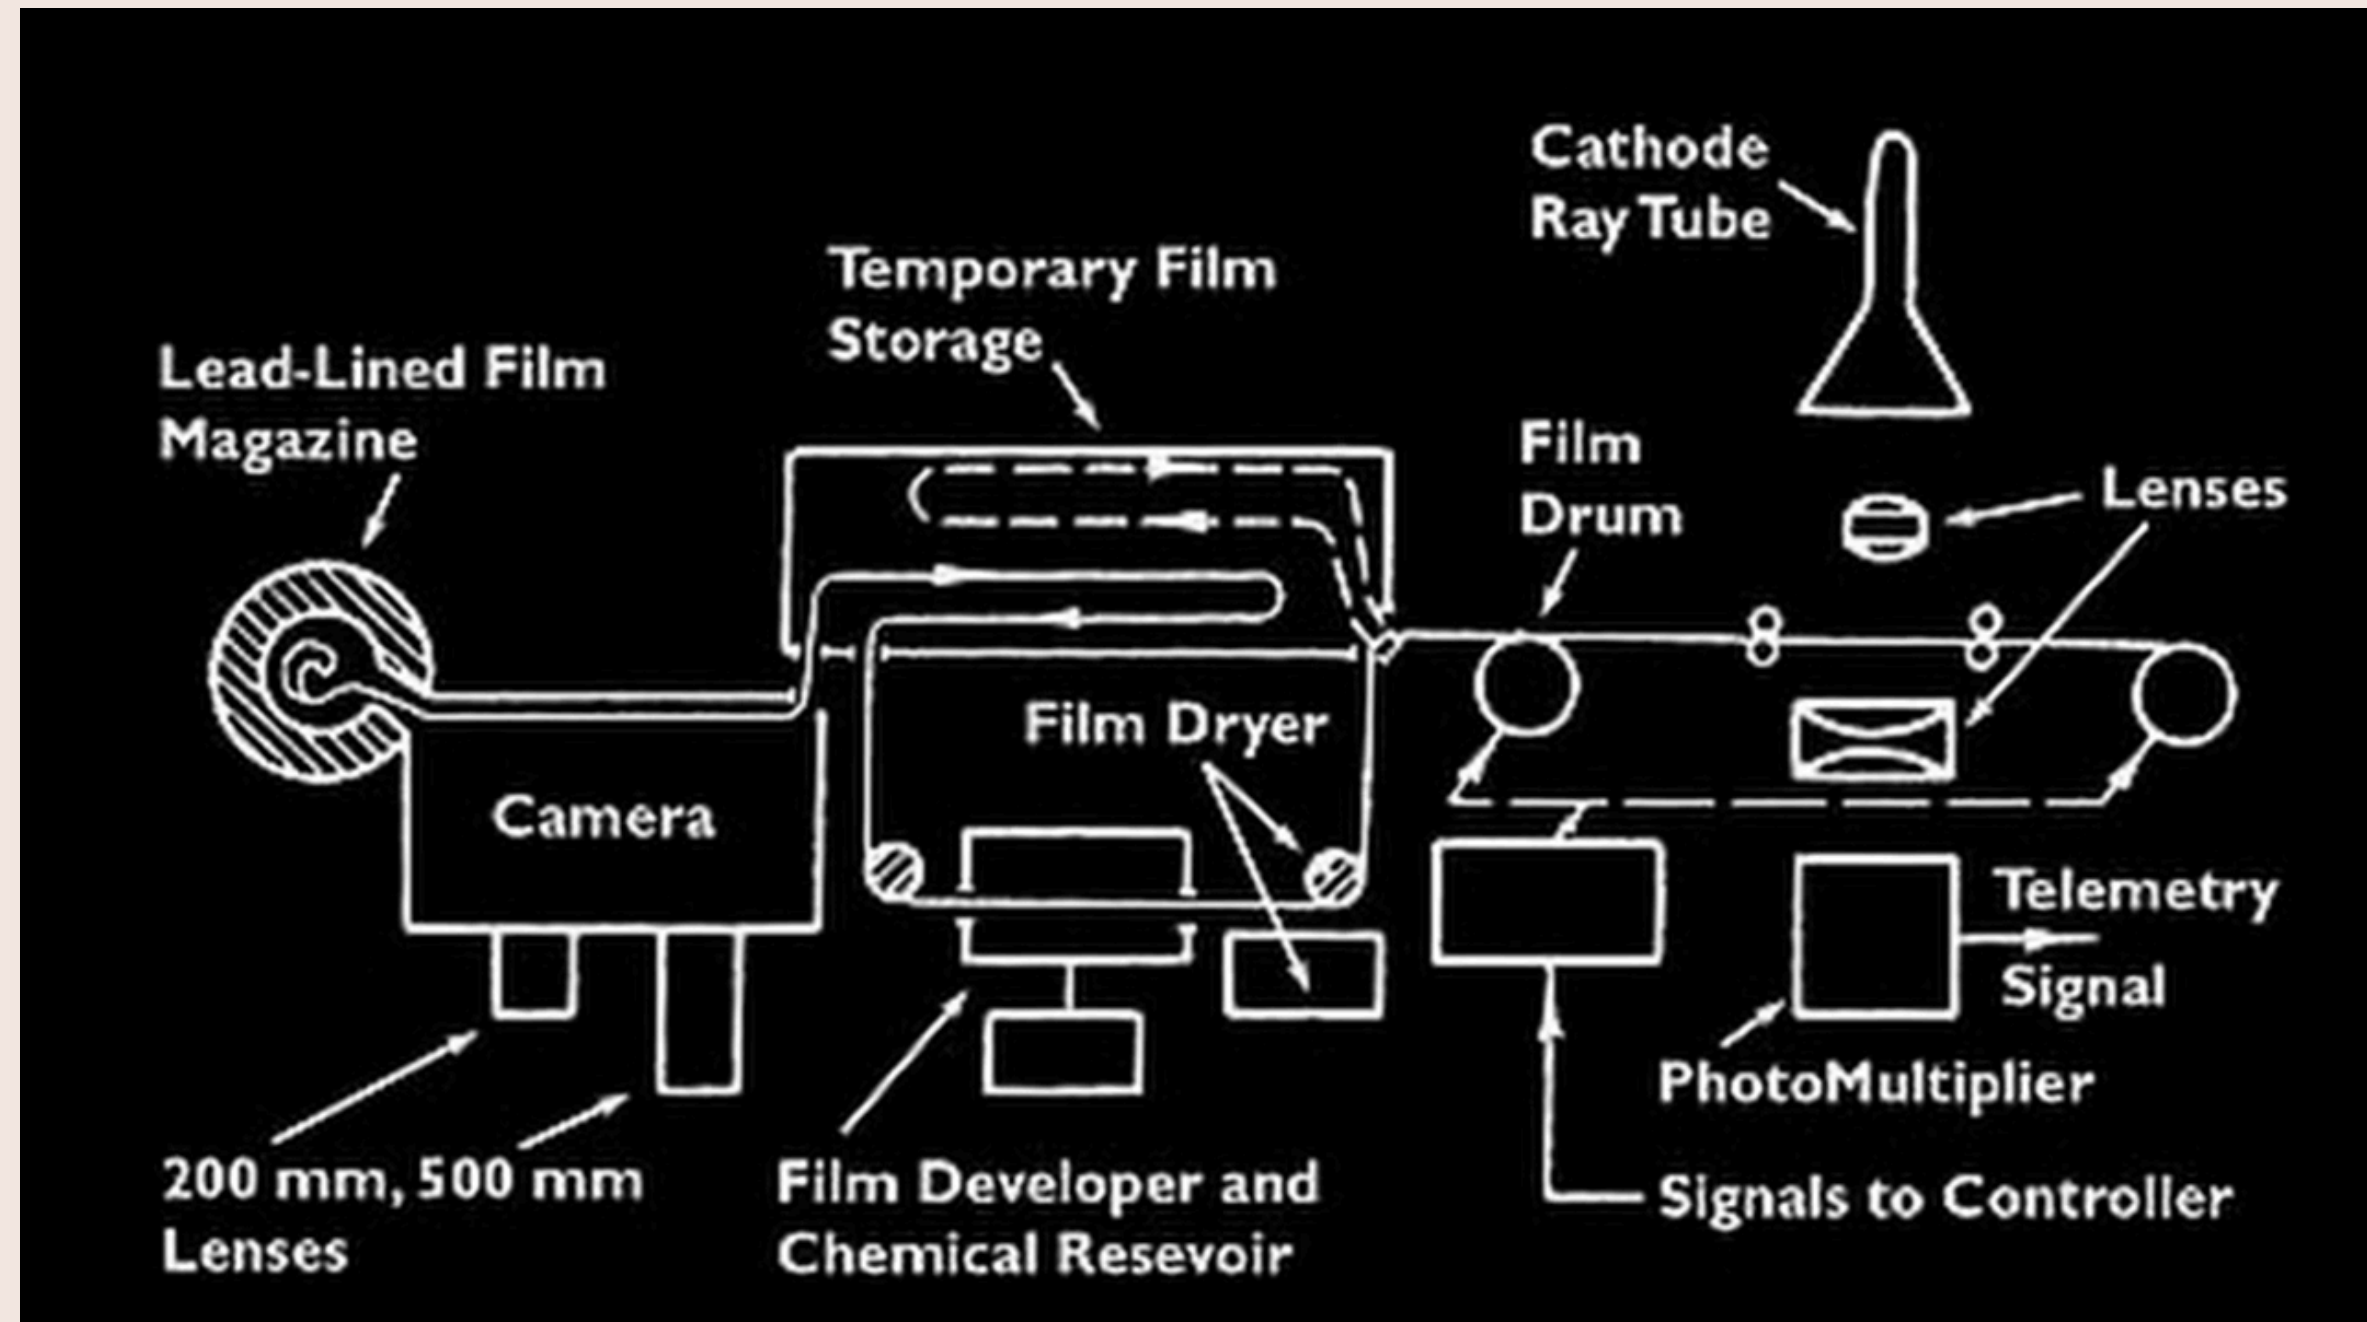 Cathode
Ray Tube
Temporary Film
Storage
Lead-Lined Film
Magazine
Film
Drum
Lenses
Film Dryer
Camera
Telemetry
Signal
PhotoMultiplier
200 mm, 500 mm
Lenses
Film Developer and
Chemical Resevoir
Signals to Controller